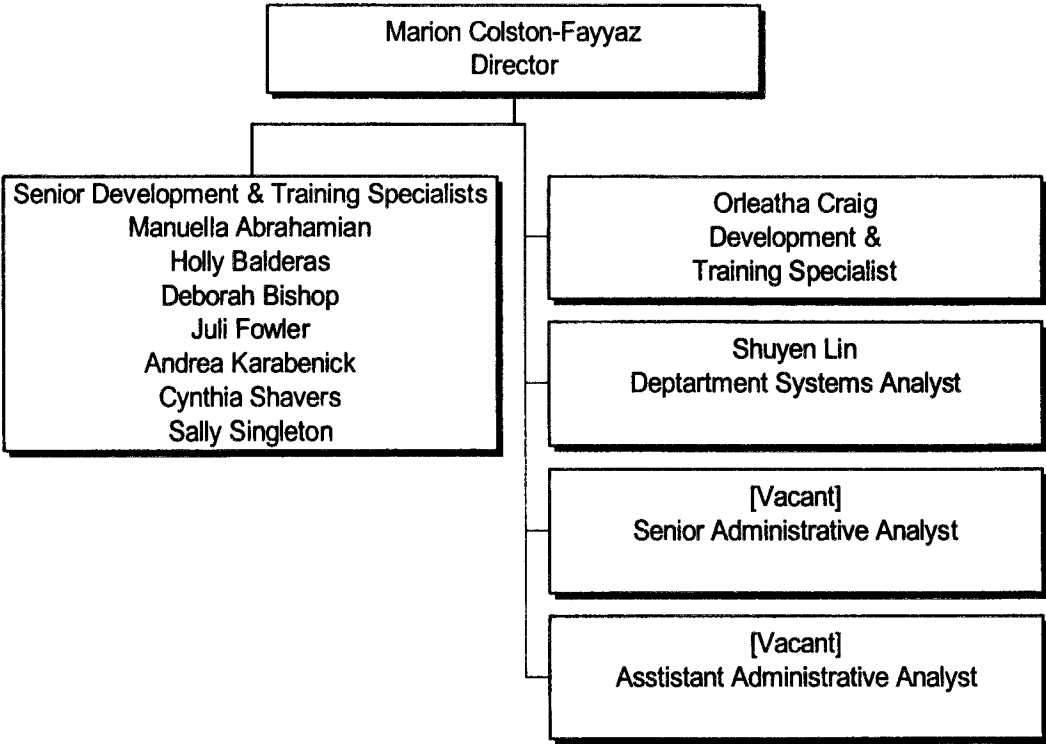 Marion Colston-Fayyaz
Director
Senior Development & Training Specialists
Manuella Abrahamian
Holly Balderas
Deborah Bishop
Juli Fowler
Andrea Karabenick
Cynthia Shavers
Sally Singleton
Orleatha Craig
Development &
Training Specialist
Shuyen Lin
Deptartment Systems Analyst
[Vacant]
Senior Administrative Analyst
[Vacant]
Asstistant Administrative Analyst